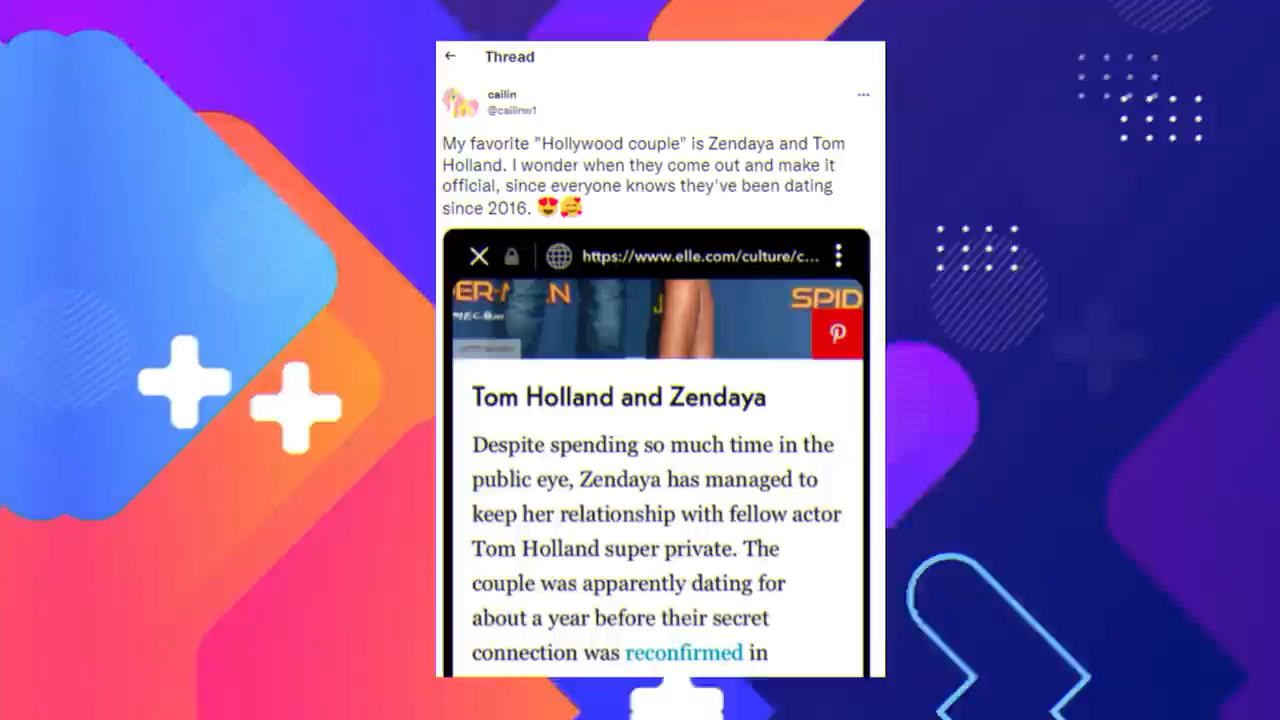 Thread
cailin
@cailinw1
My favorite "Hollywood couple" is Zendaya and Tom
Holland. I wonder when they come out and make it
official, since everyone knows they've been dating
since 2016. 😍🥰
https://www.elle.com/culture/c...
SPID
Tom Holland and Zendaya
Despite spending so much time in the
public eye, Zendaya has managed to
keep her relationship with fellow actor
Tom Holland super private. The
couple was apparently dating for
about a year before their secret
connection was reconfirmed in